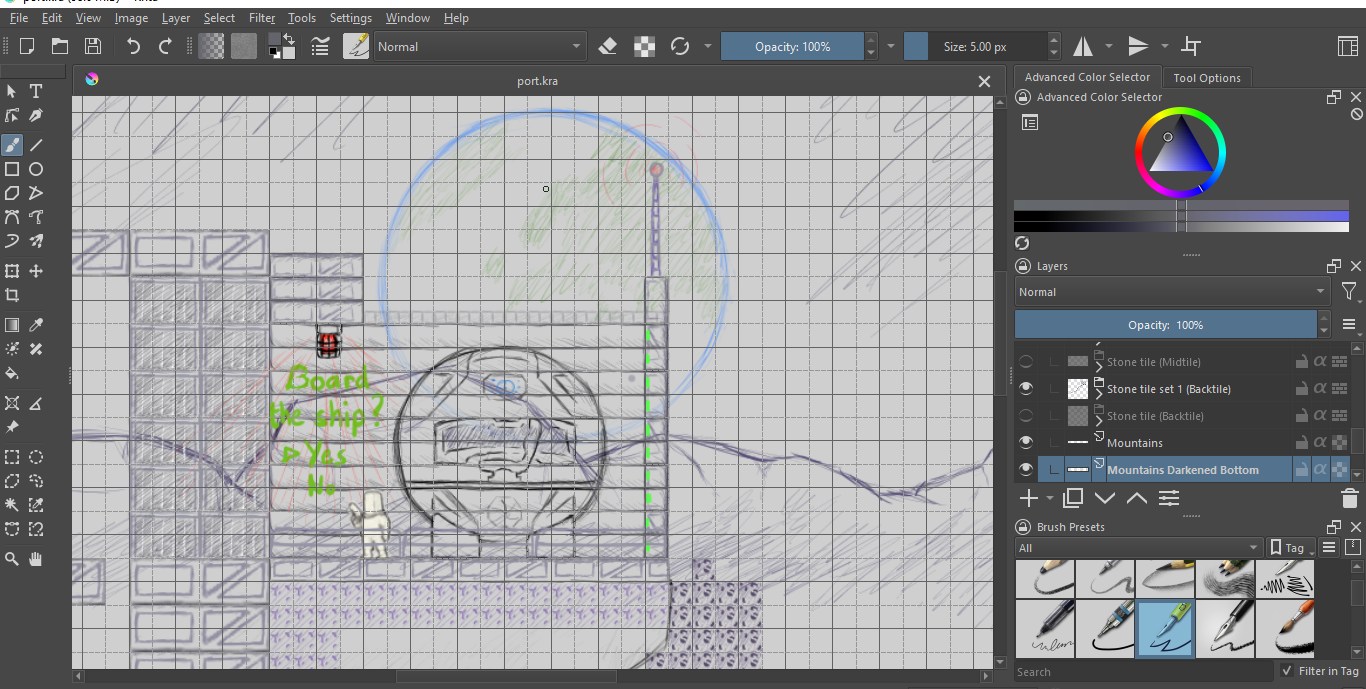 File Edit View Image Layer Select Filter Tools Settings Window Help
Normal
Opacity: 100%
Size: 5.00 px
port.kra
Advanced Color Selector
Tool Options
Advanced Color Selector
Board
the ship?
Yes
No
Layers
Normal
Opacity: 100%
Stone tile (Midtile)
Stone tile set 1 (Backtile)
Stone tile (Backtile)
Mountains
Mountains Darkened Bottom
Brush Presets
All
Tag
Search
Filter in Tag